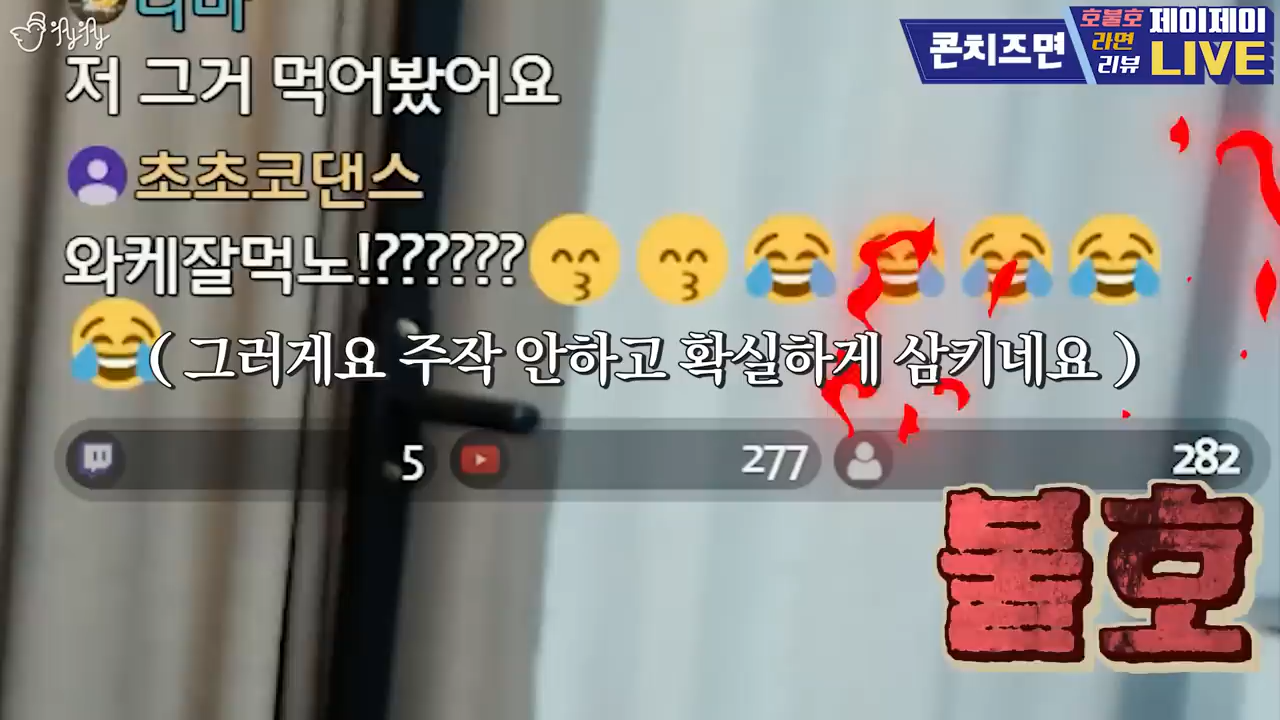 저 그거 먹어봤어요
초초코댄스
와케잘먹노!??????
( 그러게요 주작 안하고 확실하게 삼키네요 )
5
277
282
콘치즈면
호불호
라면
리뷰
제이제이
LIVE
불호